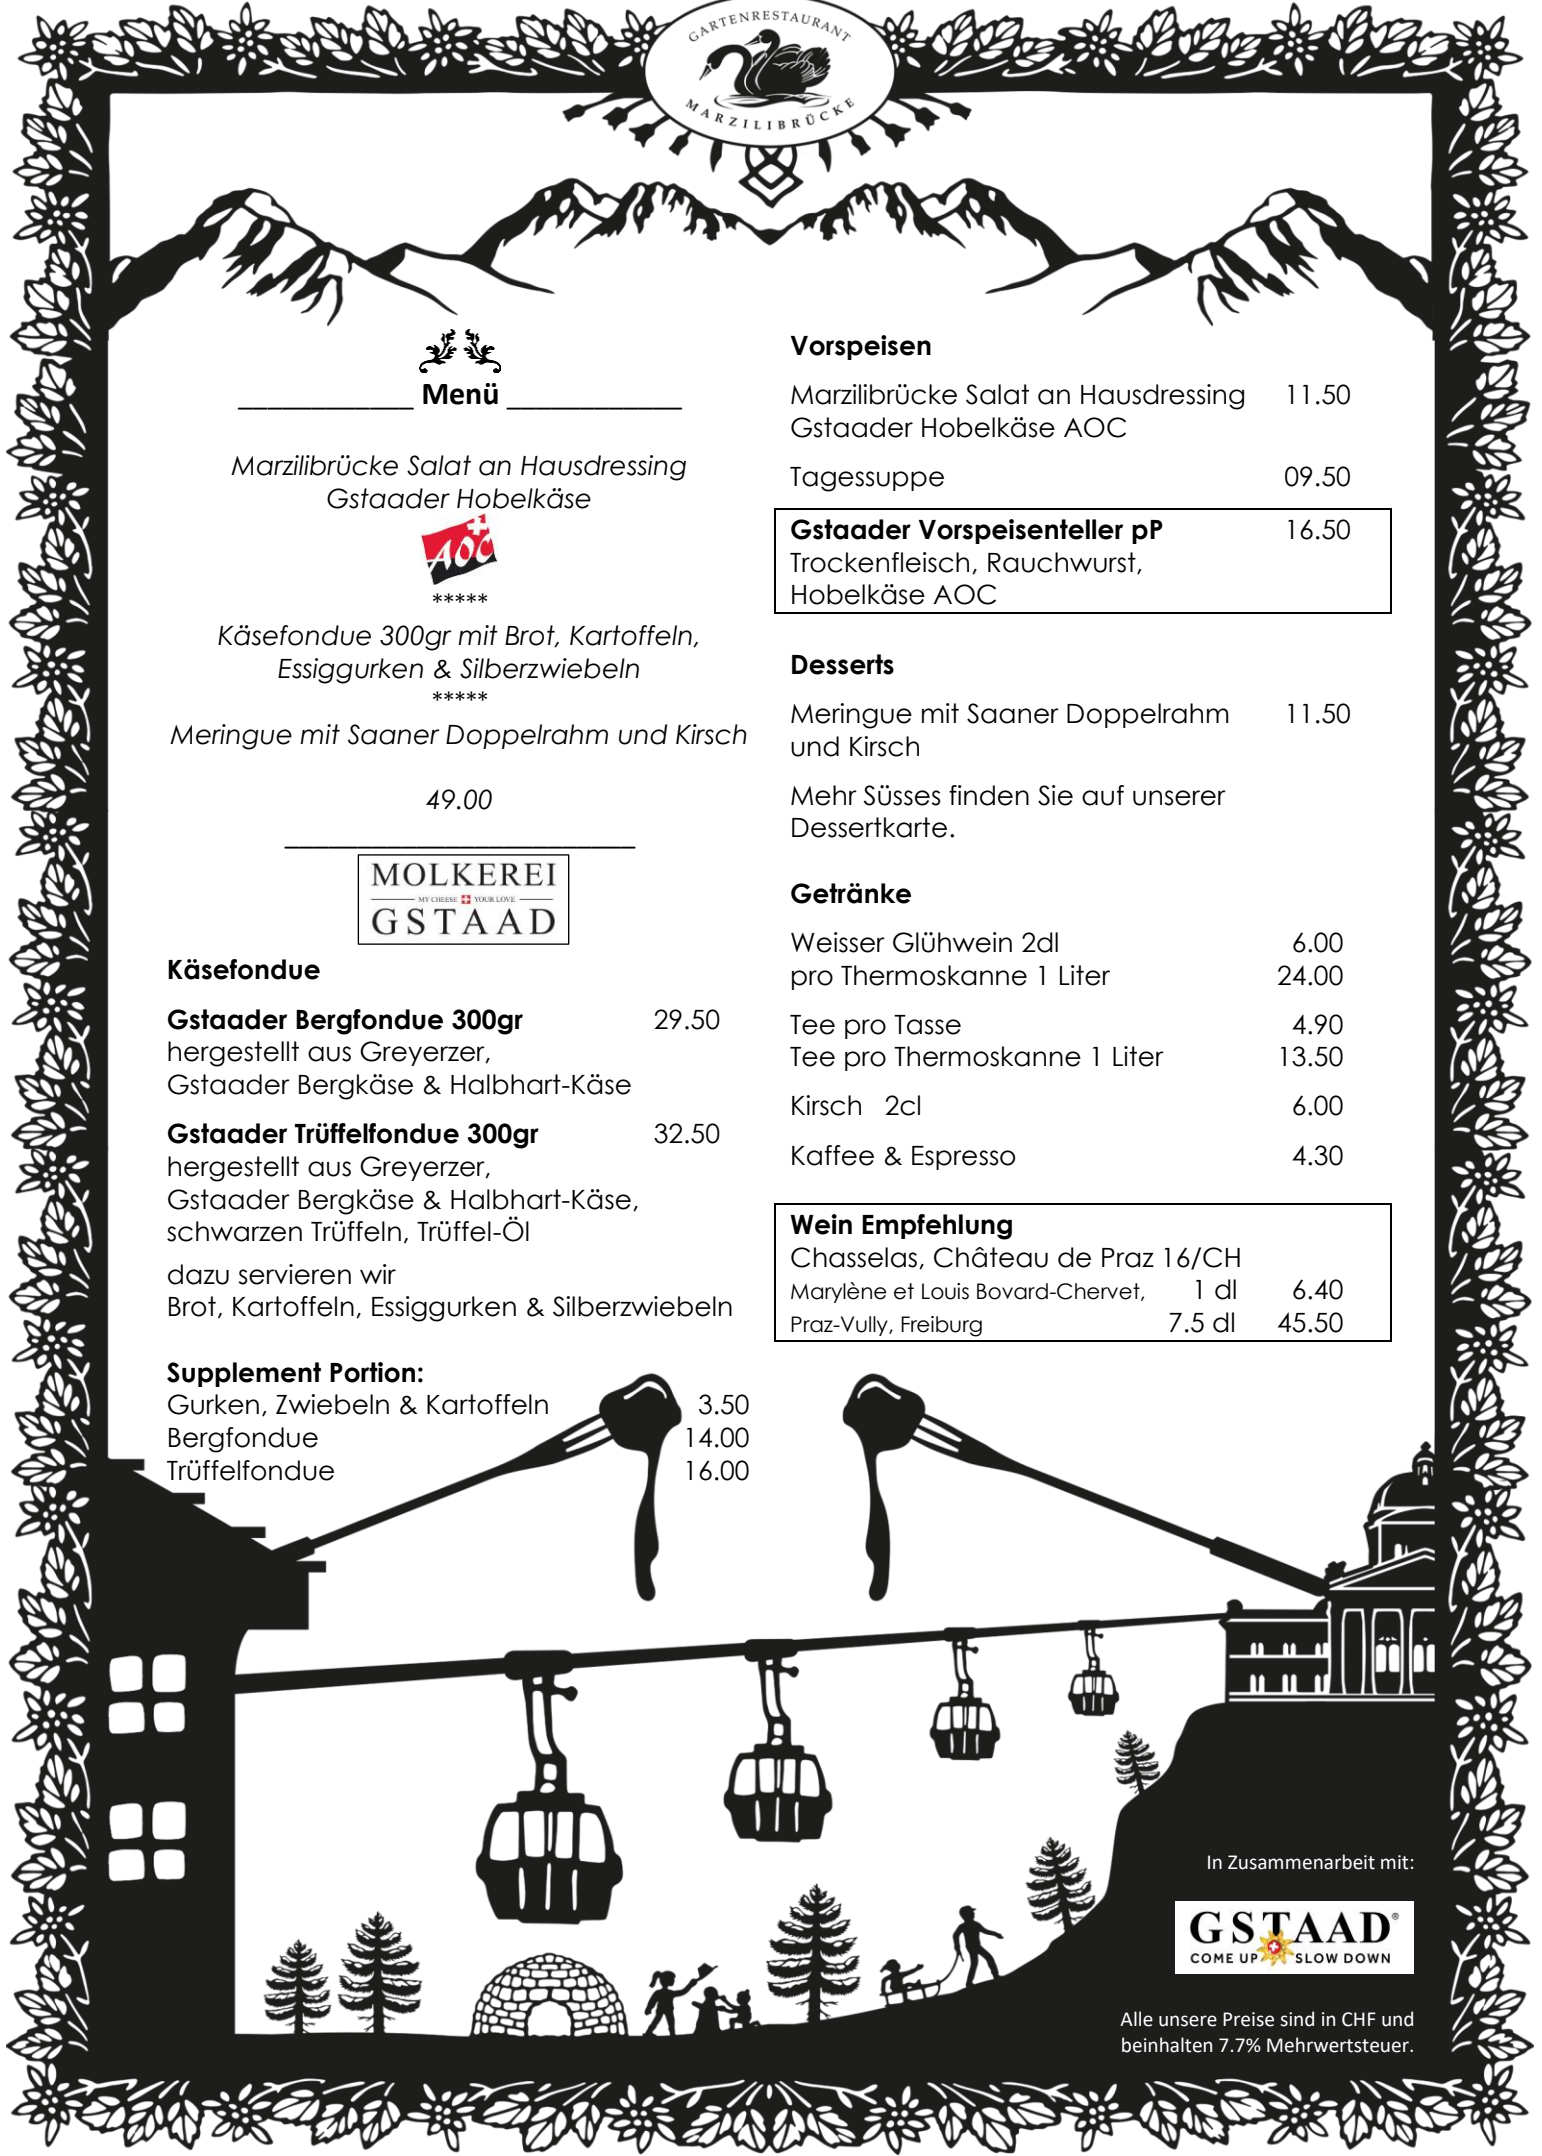 GARTENRESTAURANT
MARZILIBRÜCKE
Menü
Marzilibrücke Salat an Hausdressing
Gstaader Hobelkäse
AOC
*****
Käsefondue 300gr mit Brot, Kartoffeln,
Essiggurken & Silberzwiebeln
*****
Meringue mit Saaner Doppelrahm und Kirsch
49.00
MOLKEREI
MY CHEESE YOUR LOVE
GSTAAD
Käsefondue
Gstaader Bergfondue 300gr 29.50
hergestellt aus Greyerzer,
Gstaader Bergkäse & Halbhart-Käse
Gstaader Trüffelfondue 300gr 32.50
hergestellt aus Greyerzer,
Gstaader Bergkäse & Halbhart-Käse,
schwarzen Trüffeln, Trüffel-Öl
dazu servieren wir
Brot, Kartoffeln, Essiggurken & Silberzwiebeln
Supplement Portion:
Gurken, Zwiebeln & Kartoffeln 3.50
Bergfondue 14.00
Trüffelfondue 16.00
Vorspeisen
Marzilibrücke Salat an Hausdressing 11.50
Gstaader Hobelkäse AOC
Tagessuppe 09.50
Gstaader Vorspeisenteller pP 16.50
Trockenfleisch, Rauchwurst,
Hobelkäse AOC
Desserts
Meringue mit Saaner Doppelrahm 11.50
und Kirsch
Mehr Süsses finden Sie auf unserer
Dessertkarte.
Getränke
Weisser Glühwein 2dl 6.00
pro Thermoskanne 1 Liter 24.00
Tee pro Tasse 4.90
Tee pro Thermoskanne 1 Liter 13.50
Kirsch 2cl 6.00
Kaffee & Espresso 4.30
Wein Empfehlung
Chasselas, Château de Praz 16/CH
Marylène et Louis Bovard-Chervet, 1 dl 6.40
Praz-Vully, Freiburg 7.5 dl 45.50
In Zusammenarbeit mit:
GSTAAD®
COME UP SLOW DOWN
Alle unsere Preise sind in CHF und
beinhalten 7.7% Mehrwertsteuer.